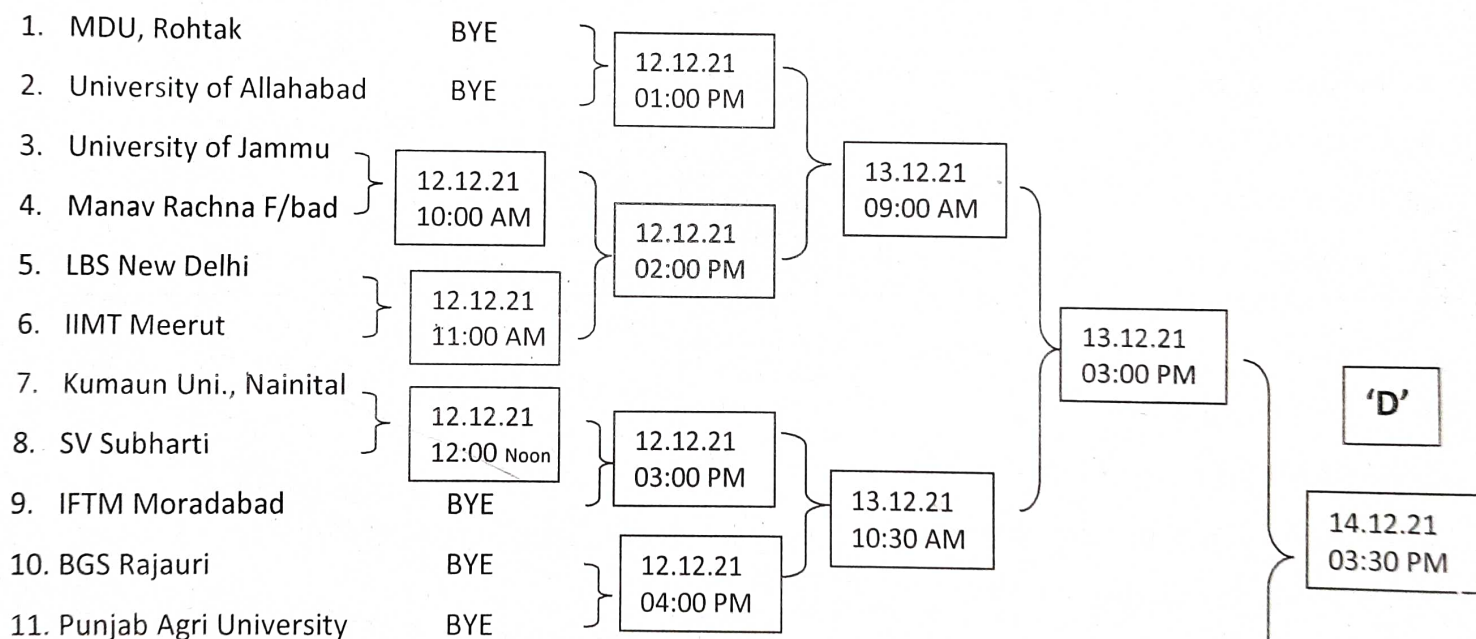 1. MDU, Rohtak BYE
12.12.21
01:00 PM
2. University of Allahabad BYE
3. University of Jammu
12.12.21
10:00 AM
4. Manav Rachna F/bad
13.12.21
09:00 AM
12.12.21
02:00 PM
5. LBS New Delhi
12.12.21
11:00 AM
6. IIMT Meerut
13.12.21
03:00 PM
7. Kumaun Uni., Nainital
12.12.21
12:00 Noon
'D'
8. SV Subharti
12.12.21
03:00 PM
9. IFTM Moradabad BYE
13.12.21
10:30 AM
14.12.21
03:30 PM
10. BGS Rajauri BYE
12.12.21
04:00 PM
11. Punjab Agri University BYE